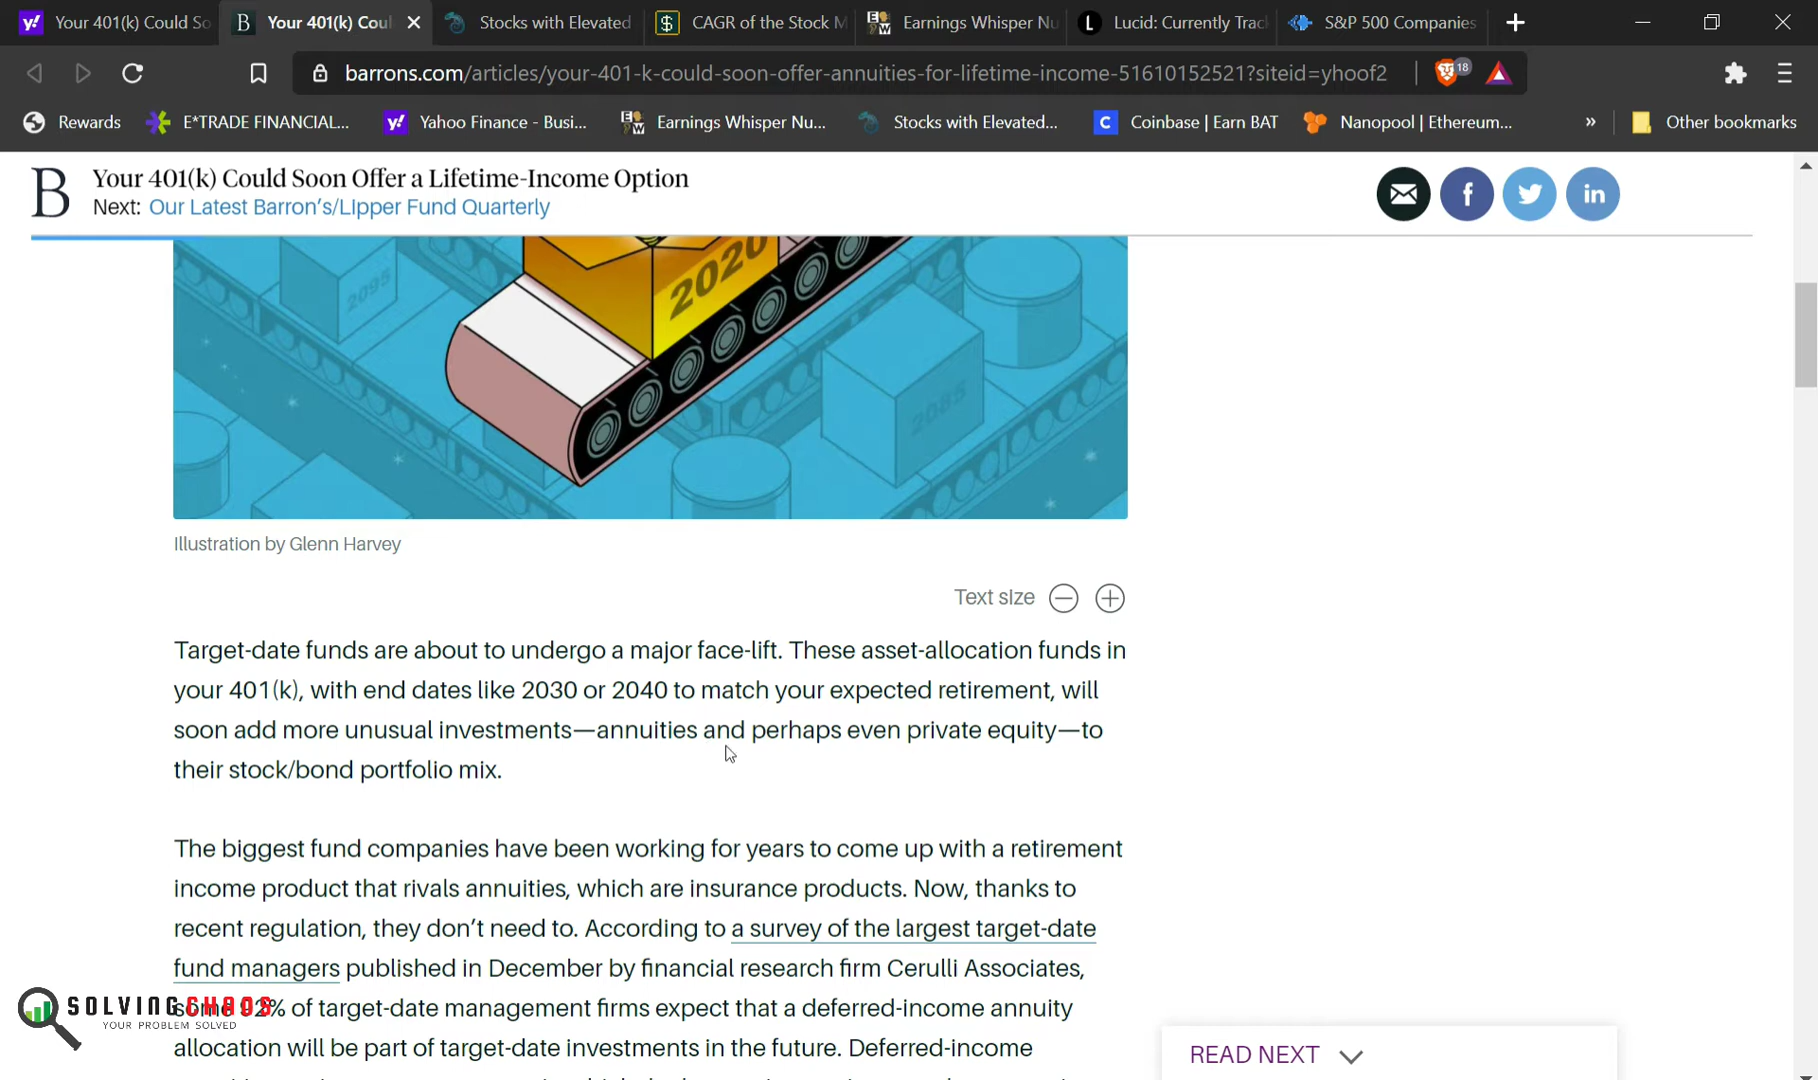 Your 401(k) Could So
Your 401(k) Coul
Stocks with Elevated
CAGR of the Stock M
Earnings Whisper Nu
Lucid: Currently Trac
S&P 500 Companies
barrons.com/articles/your-401-k-could-soon-offer-annuities-for-lifetime-income-51610152521?siteid=yhoof2
18
Rewards
E*TRADE FINANCIAL...
Yahoo Finance - Busi...
Earnings Whisper Nu...
Stocks with Elevated...
Coinbase | Earn BAT
Nanopool | Ethereum...
»
Other bookmarks
B
Your 401(k) Could Soon Offer a Lifetime-Income Option
Next: Our Latest Barron's/Lipper Fund Quarterly
2020
2095
2085
Illustration by Glenn Harvey
Text size
Target-date funds are about to undergo a major face-lift. These asset-allocation funds in
your 401(k), with end dates like 2030 or 2040 to match your expected retirement, will
soon add more unusual investments—annuities and perhaps even private equity—to
their stock/bond portfolio mix.
The biggest fund companies have been working for years to come up with a retirement
income product that rivals annuities, which are insurance products. Now, thanks to
recent regulation, they don't need to. According to a survey of the largest target-date
fund managers published in December by financial research firm Cerulli Associates,
some 92% of target-date management firms expect that a deferred-income annuity
allocation will be part of target-date investments in the future. Deferred-income
SOLVING CHAOS
YOUR PROBLEM SOLVED
READ NEXT